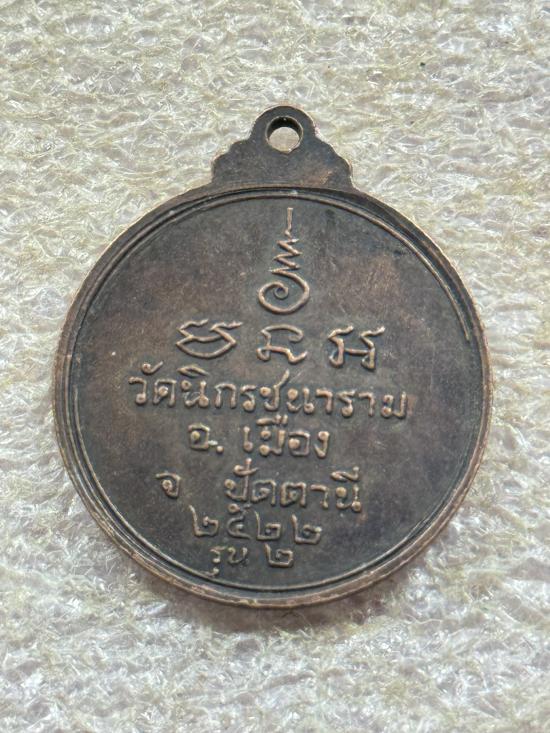 วัดนิกรชนาราม
อ. เมือง
จ ปัตตานี
๒๕๒๒
รุ่น ๒